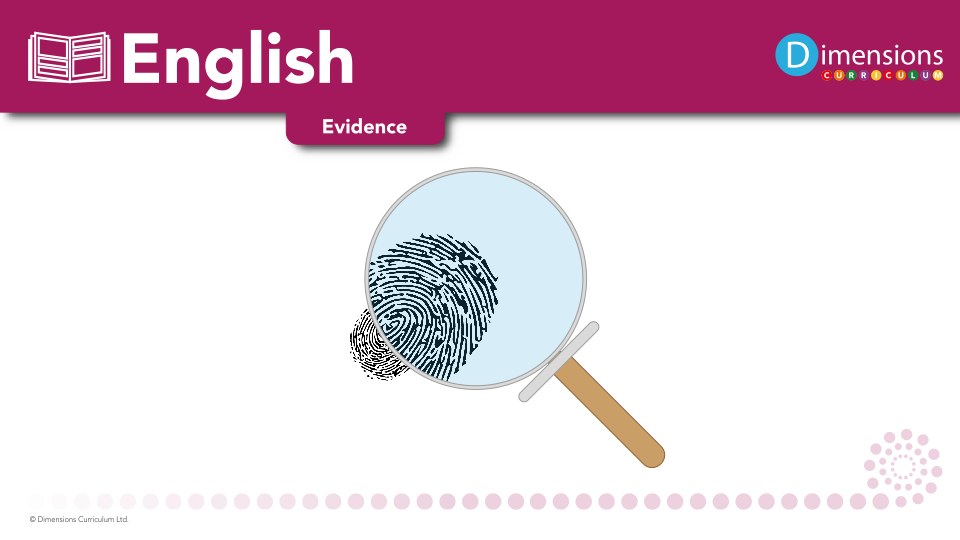 English
Dimensions
CURRICULUM
Evidence
© Dimensions Curriculum Ltd.